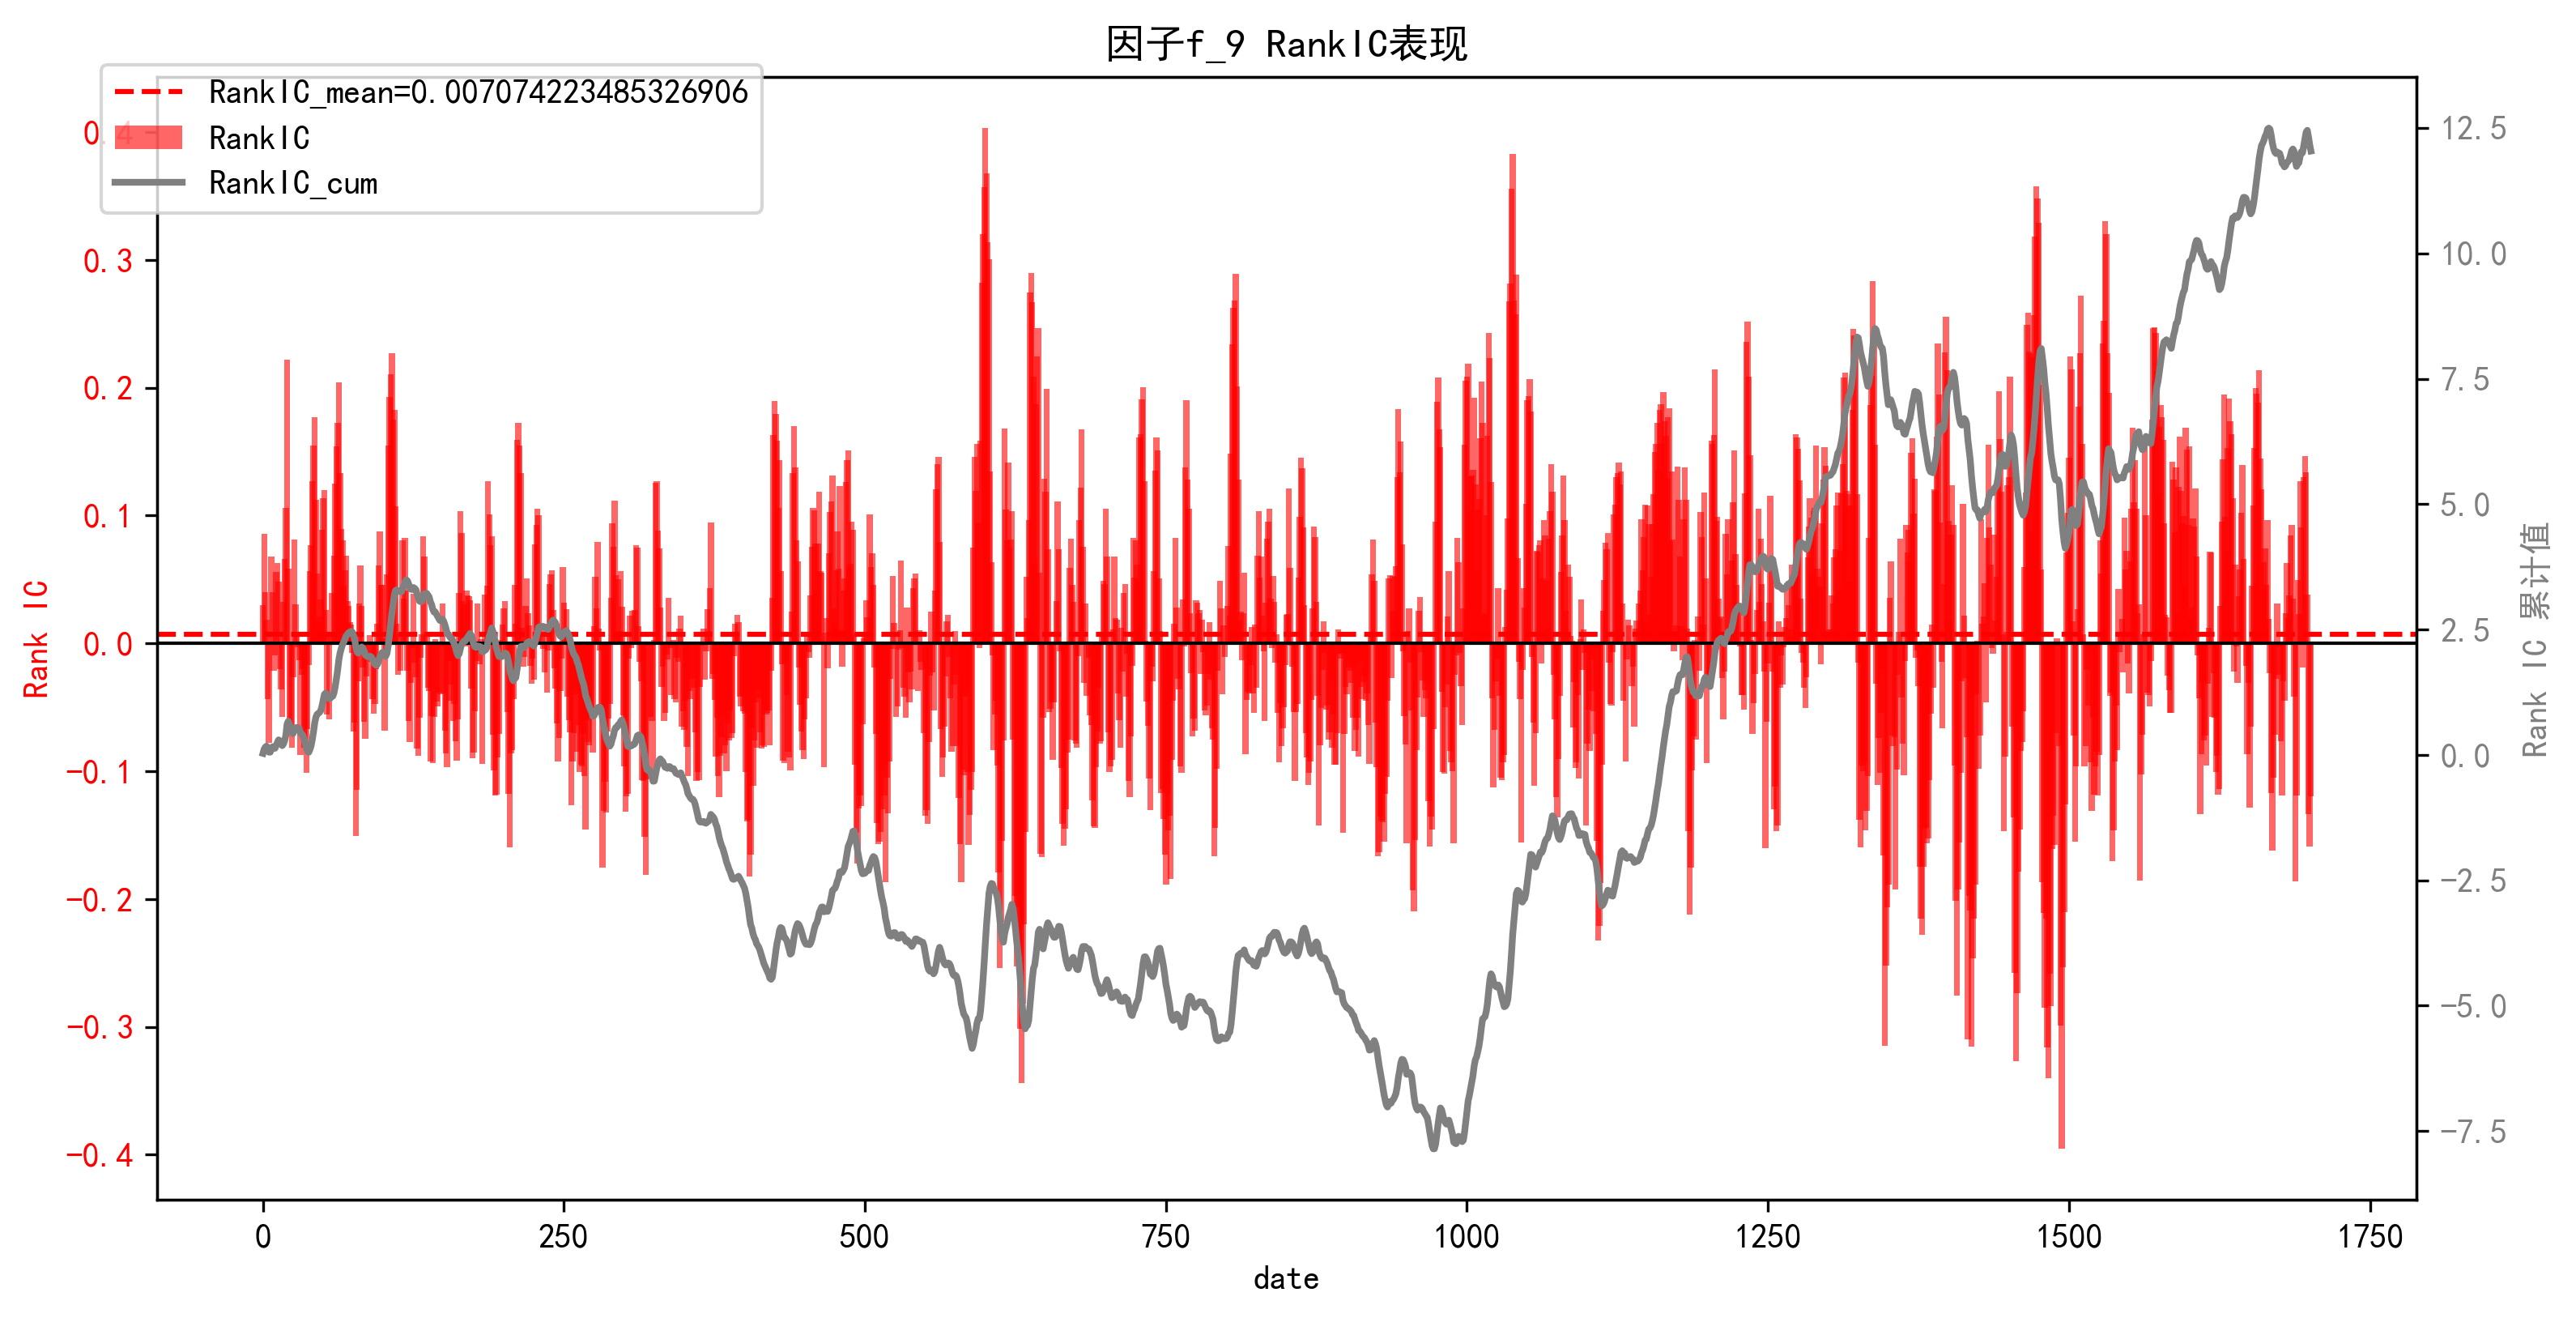 因子f_9 RankIC表现
RankIC_mean=0.007074223485326906
RankIC
RankIC_cum
0.4
0.3
0.2
0.1
0.0
−0.1
−0.2
−0.3
−0.4
Rank IC
12.5
10.0
7.5
5.0
2.5
0.0
−2.5
−5.0
−7.5
Rank IC 累计值
0 250 500 750 1000 1250 1500 1750
date